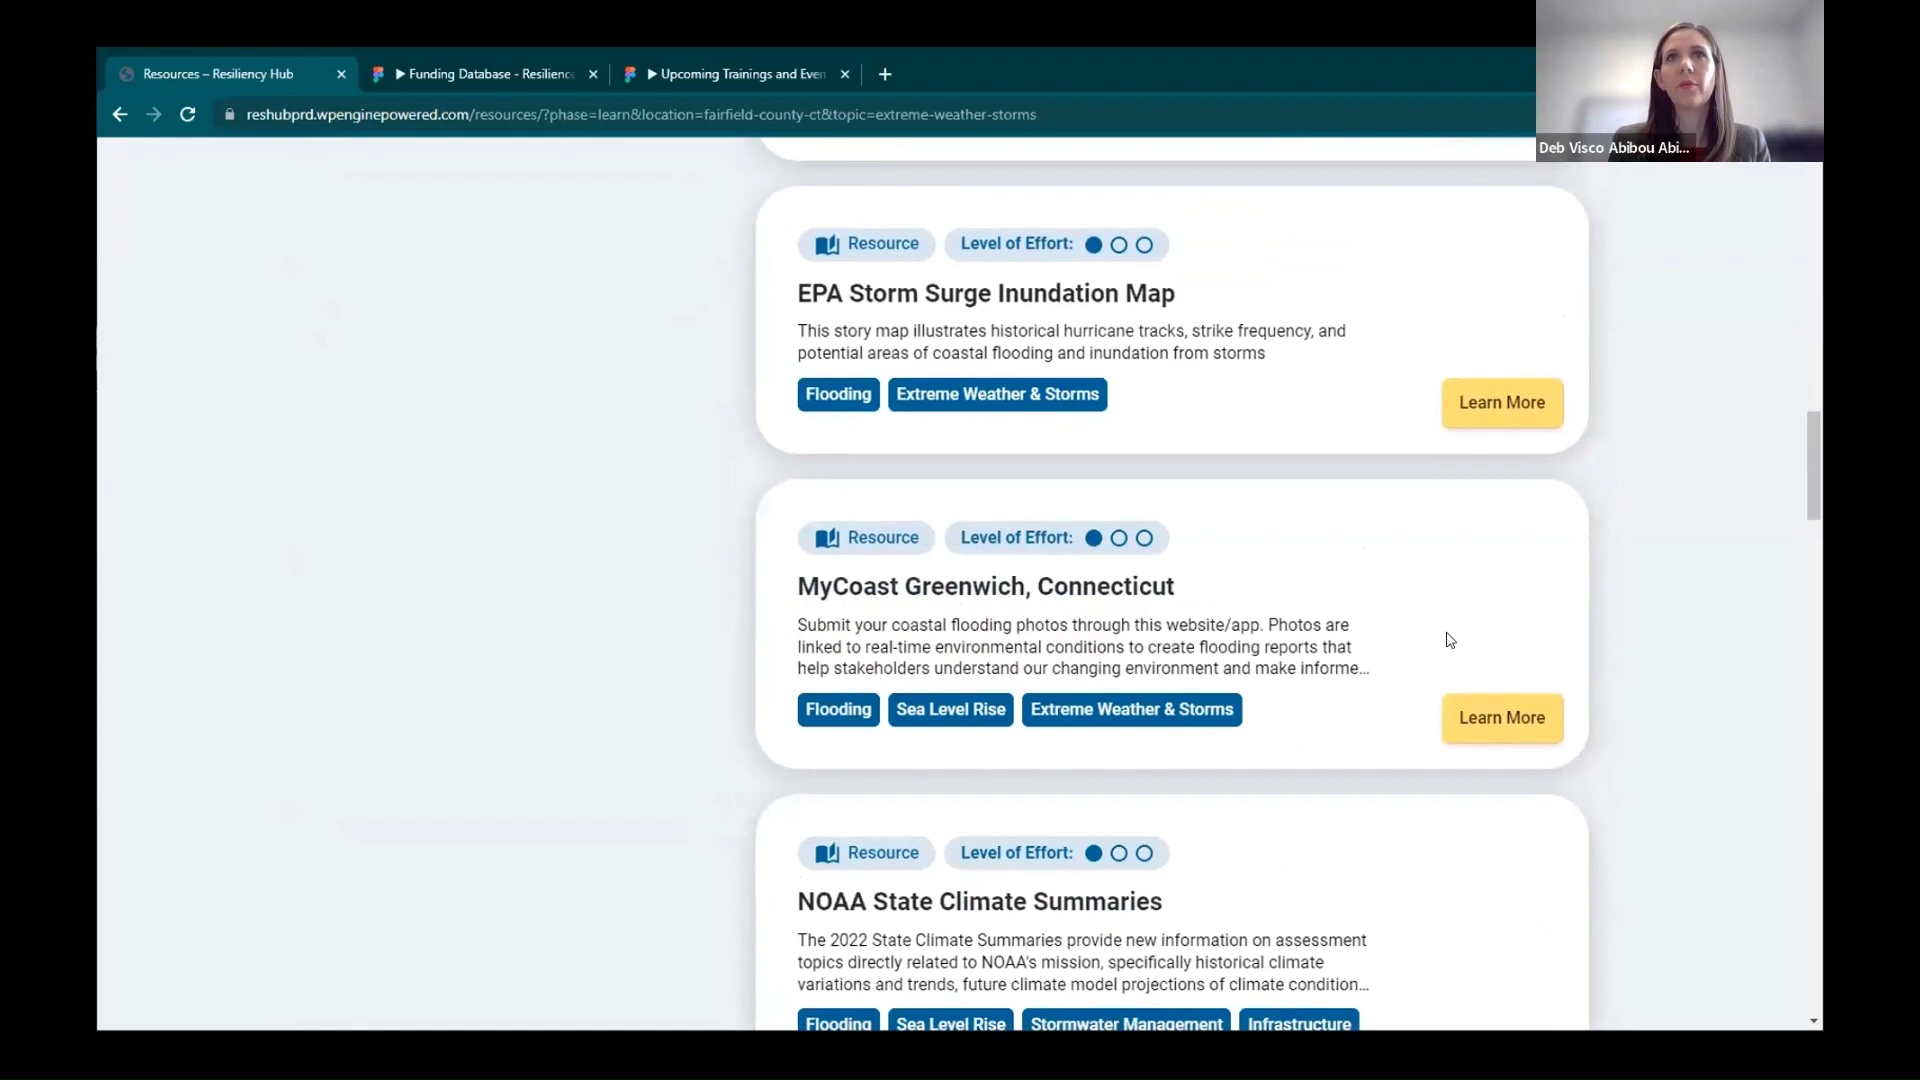 Resources – Resiliency Hub
Funding Database - Resilienc
Upcoming Trainings and Even
reshubprd.wpenginepowered.com/resources/?phase=learn&location=fairfield-county-ct&topic=extreme-weather-storms
Deb Visco Abibou Abi...
Resource
Level of Effort:
EPA Storm Surge Inundation Map
This story map illustrates historical hurricane tracks, strike frequency, and
potential areas of coastal flooding and inundation from storms
Flooding
Extreme Weather & Storms
Learn More
Resource
Level of Effort:
MyCoast Greenwich, Connecticut
Submit your coastal flooding photos through this website/app. Photos are
linked to real-time environmental conditions to create flooding reports that
help stakeholders understand our changing environment and make informe...
Flooding
Sea Level Rise
Extreme Weather & Storms
Learn More
Resource
Level of Effort:
NOAA State Climate Summaries
The 2022 State Climate Summaries provide new information on assessment
topics directly related to NOAA's mission, specifically historical climate
variations and trends, future climate model projections of climate condition...
Flooding
Sea Level Rise
Stormwater Management
Infrastructure